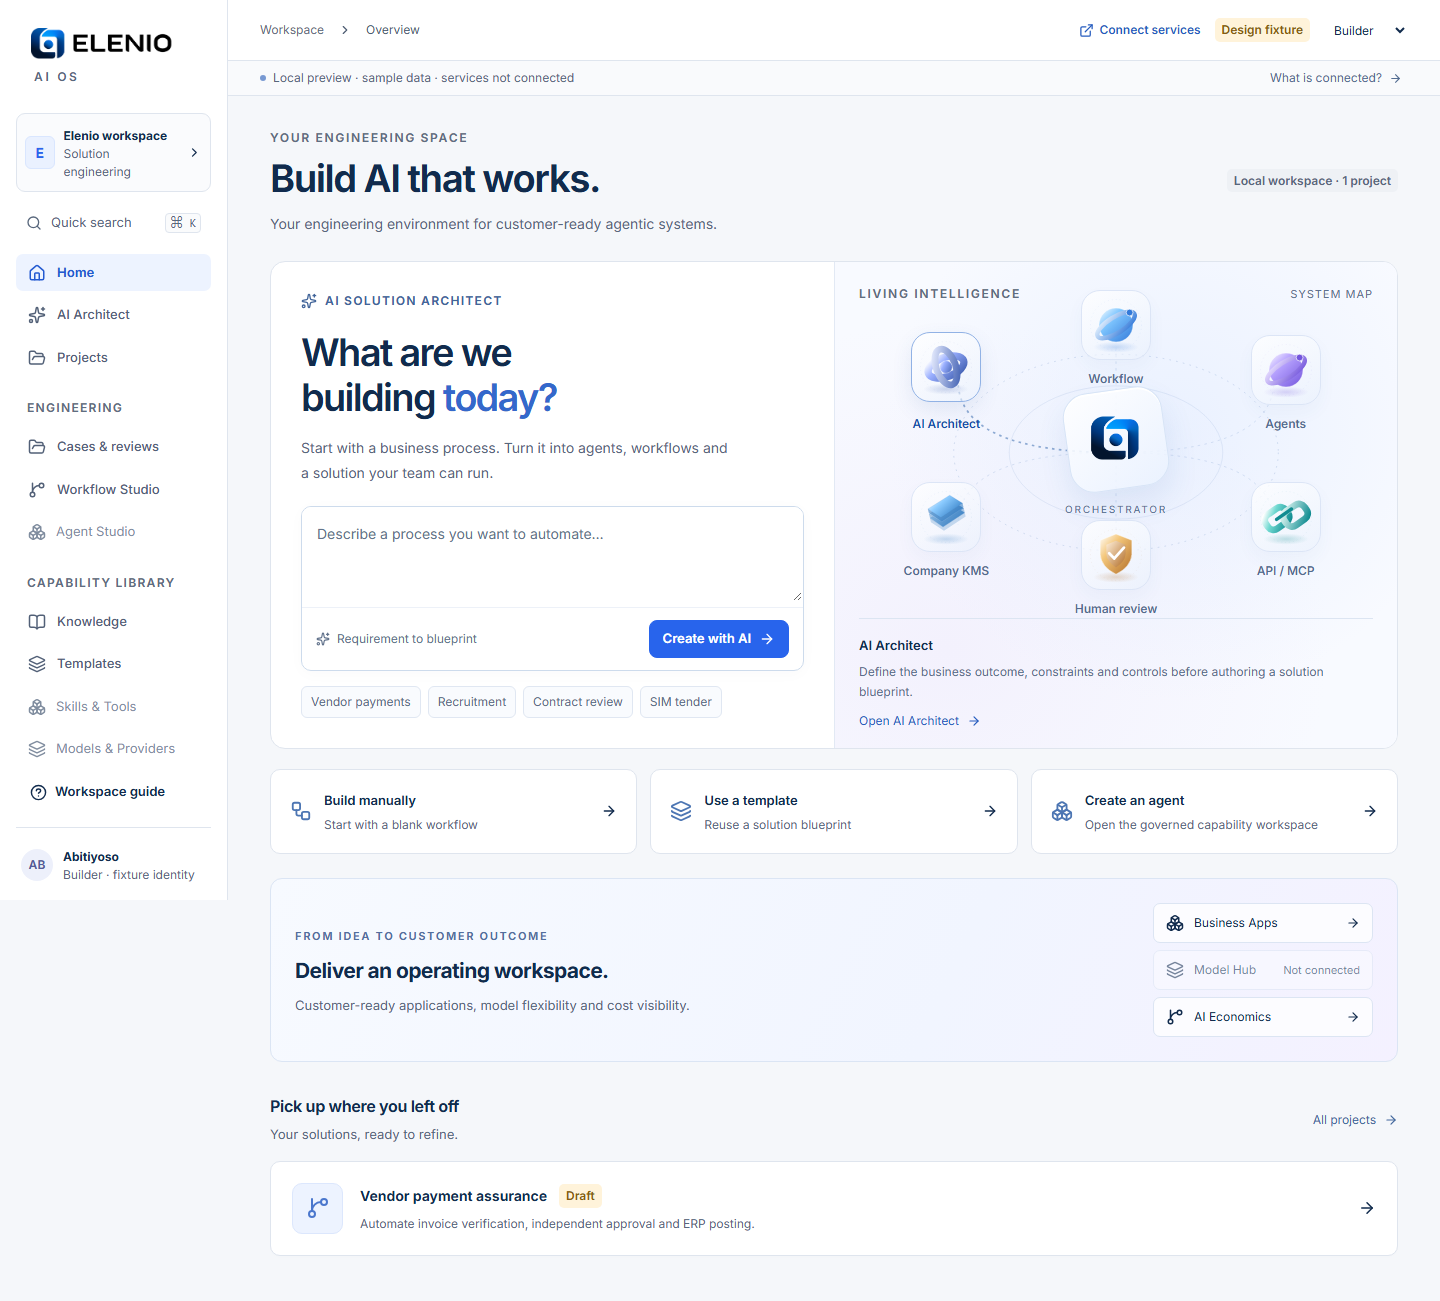 ELENIO
AI OS
E
Elenio workspace
Solution
engineering
Quick search
⌘ K
Home
AI Architect
Projects
ENGINEERING
Cases & reviews
Workflow Studio
Agent Studio
CAPABILITY LIBRARY
Knowledge
Templates
Skills & Tools
Models & Providers
Workspace guide
AB
Abitiyoso
Builder · fixture identity
Workspace
Overview
Connect services
Design fixture
Builder
Local preview · sample data · services not connected
What is connected?
YOUR ENGINEERING SPACE
Build AI that works.
Your engineering environment for customer-ready agentic systems.
Local workspace · 1 project
AI SOLUTION ARCHITECT
What are we
building today?
Start with a business process. Turn it into agents, workflows and
a solution your team can run.
Describe a process you want to automate...
Requirement to blueprint
Create with AI
Vendor payments
Recruitment
Contract review
SIM tender
LIVING INTELLIGENCE
SYSTEM MAP
Workflow
AI Architect
Agents
ORCHESTRATOR
Company KMS
Human review
API / MCP
AI Architect
Define the business outcome, constraints and controls before authoring a solution
blueprint.
Open AI Architect
Build manually
Start with a blank workflow
Use a template
Reuse a solution blueprint
Create an agent
Open the governed capability workspace
FROM IDEA TO CUSTOMER OUTCOME
Deliver an operating workspace.
Customer-ready applications, model flexibility and cost visibility.
Business Apps
Model Hub
Not connected
AI Economics
Pick up where you left off
Your solutions, ready to refine.
All projects
Vendor payment assurance
Draft
Automate invoice verification, independent approval and ERP posting.